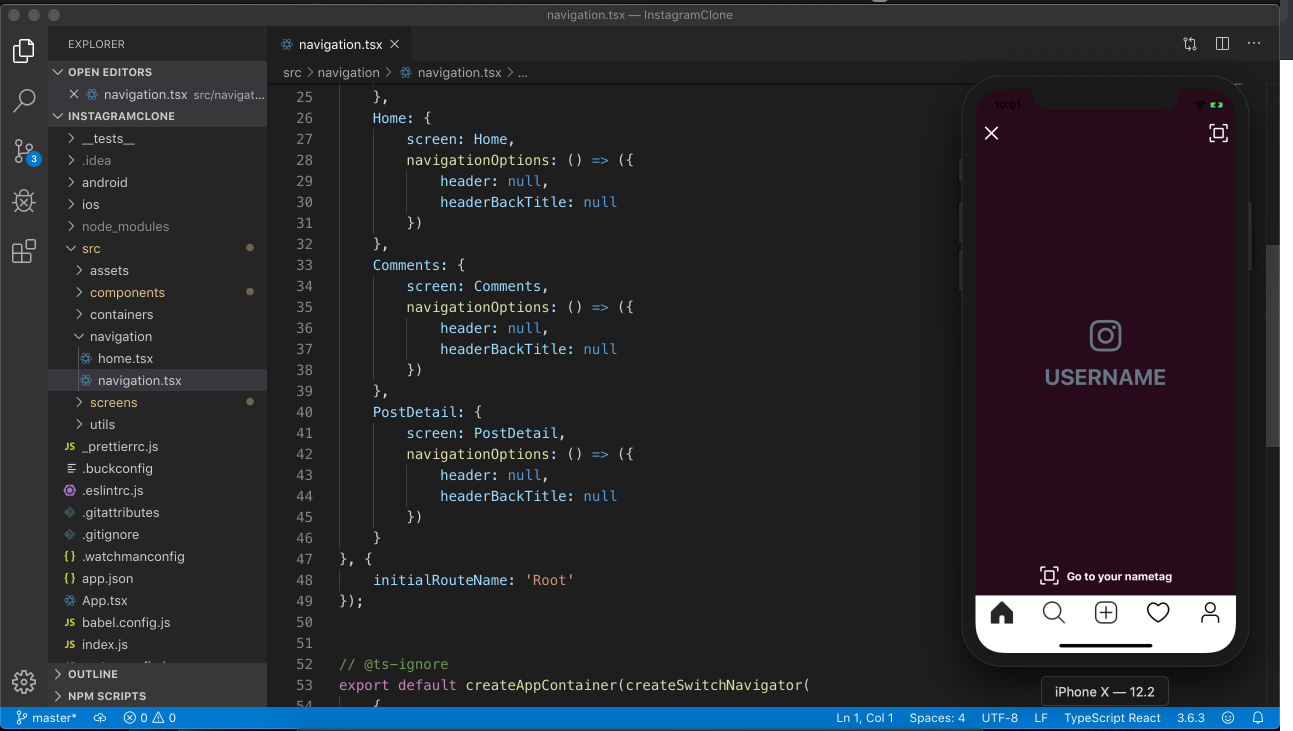 navigation.tsx — InstagramClone
EXPLORER
OPEN EDITORS
navigation.tsx src/navigat...
INSTAGRAMCLONE
__tests__
.idea
android
ios
node_modules
src
assets
components
containers
navigation
home.tsx
navigation.tsx
screens
utils
JS _prettierrc.js
.buckconfig
.eslintrc.js
.gitattributes
.gitignore
{} .watchmanconfig
{} app.json
App.tsx
JS babel.config.js
JS index.js
OUTLINE
NPM SCRIPTS
3
navigation.tsx
src > navigation > navigation.tsx > ...
25 },
26 Home: {
27 screen: Home,
28 navigationOptions: () => ({
29 header: null,
30 headerBackTitle: null
31 })
32 },
33 Comments: {
34 screen: Comments,
35 navigationOptions: () => ({
36 header: null,
37 headerBackTitle: null
38 })
39 },
40 PostDetail: {
41 screen: PostDetail,
42 navigationOptions: () => ({
43 header: null,
44 headerBackTitle: null
45 })
46 }
47 }, {
48 initialRouteName: 'Root'
49 });
50
51
52 // @ts-ignore
53 export default createAppContainer(createSwitchNavigator(
54 {
10:01
USERNAME
Go to your nametag
iPhone X — 12.2
master* 0 0 Ln 1, Col 1 Spaces: 4 UTF-8 LF TypeScript React 3.6.3